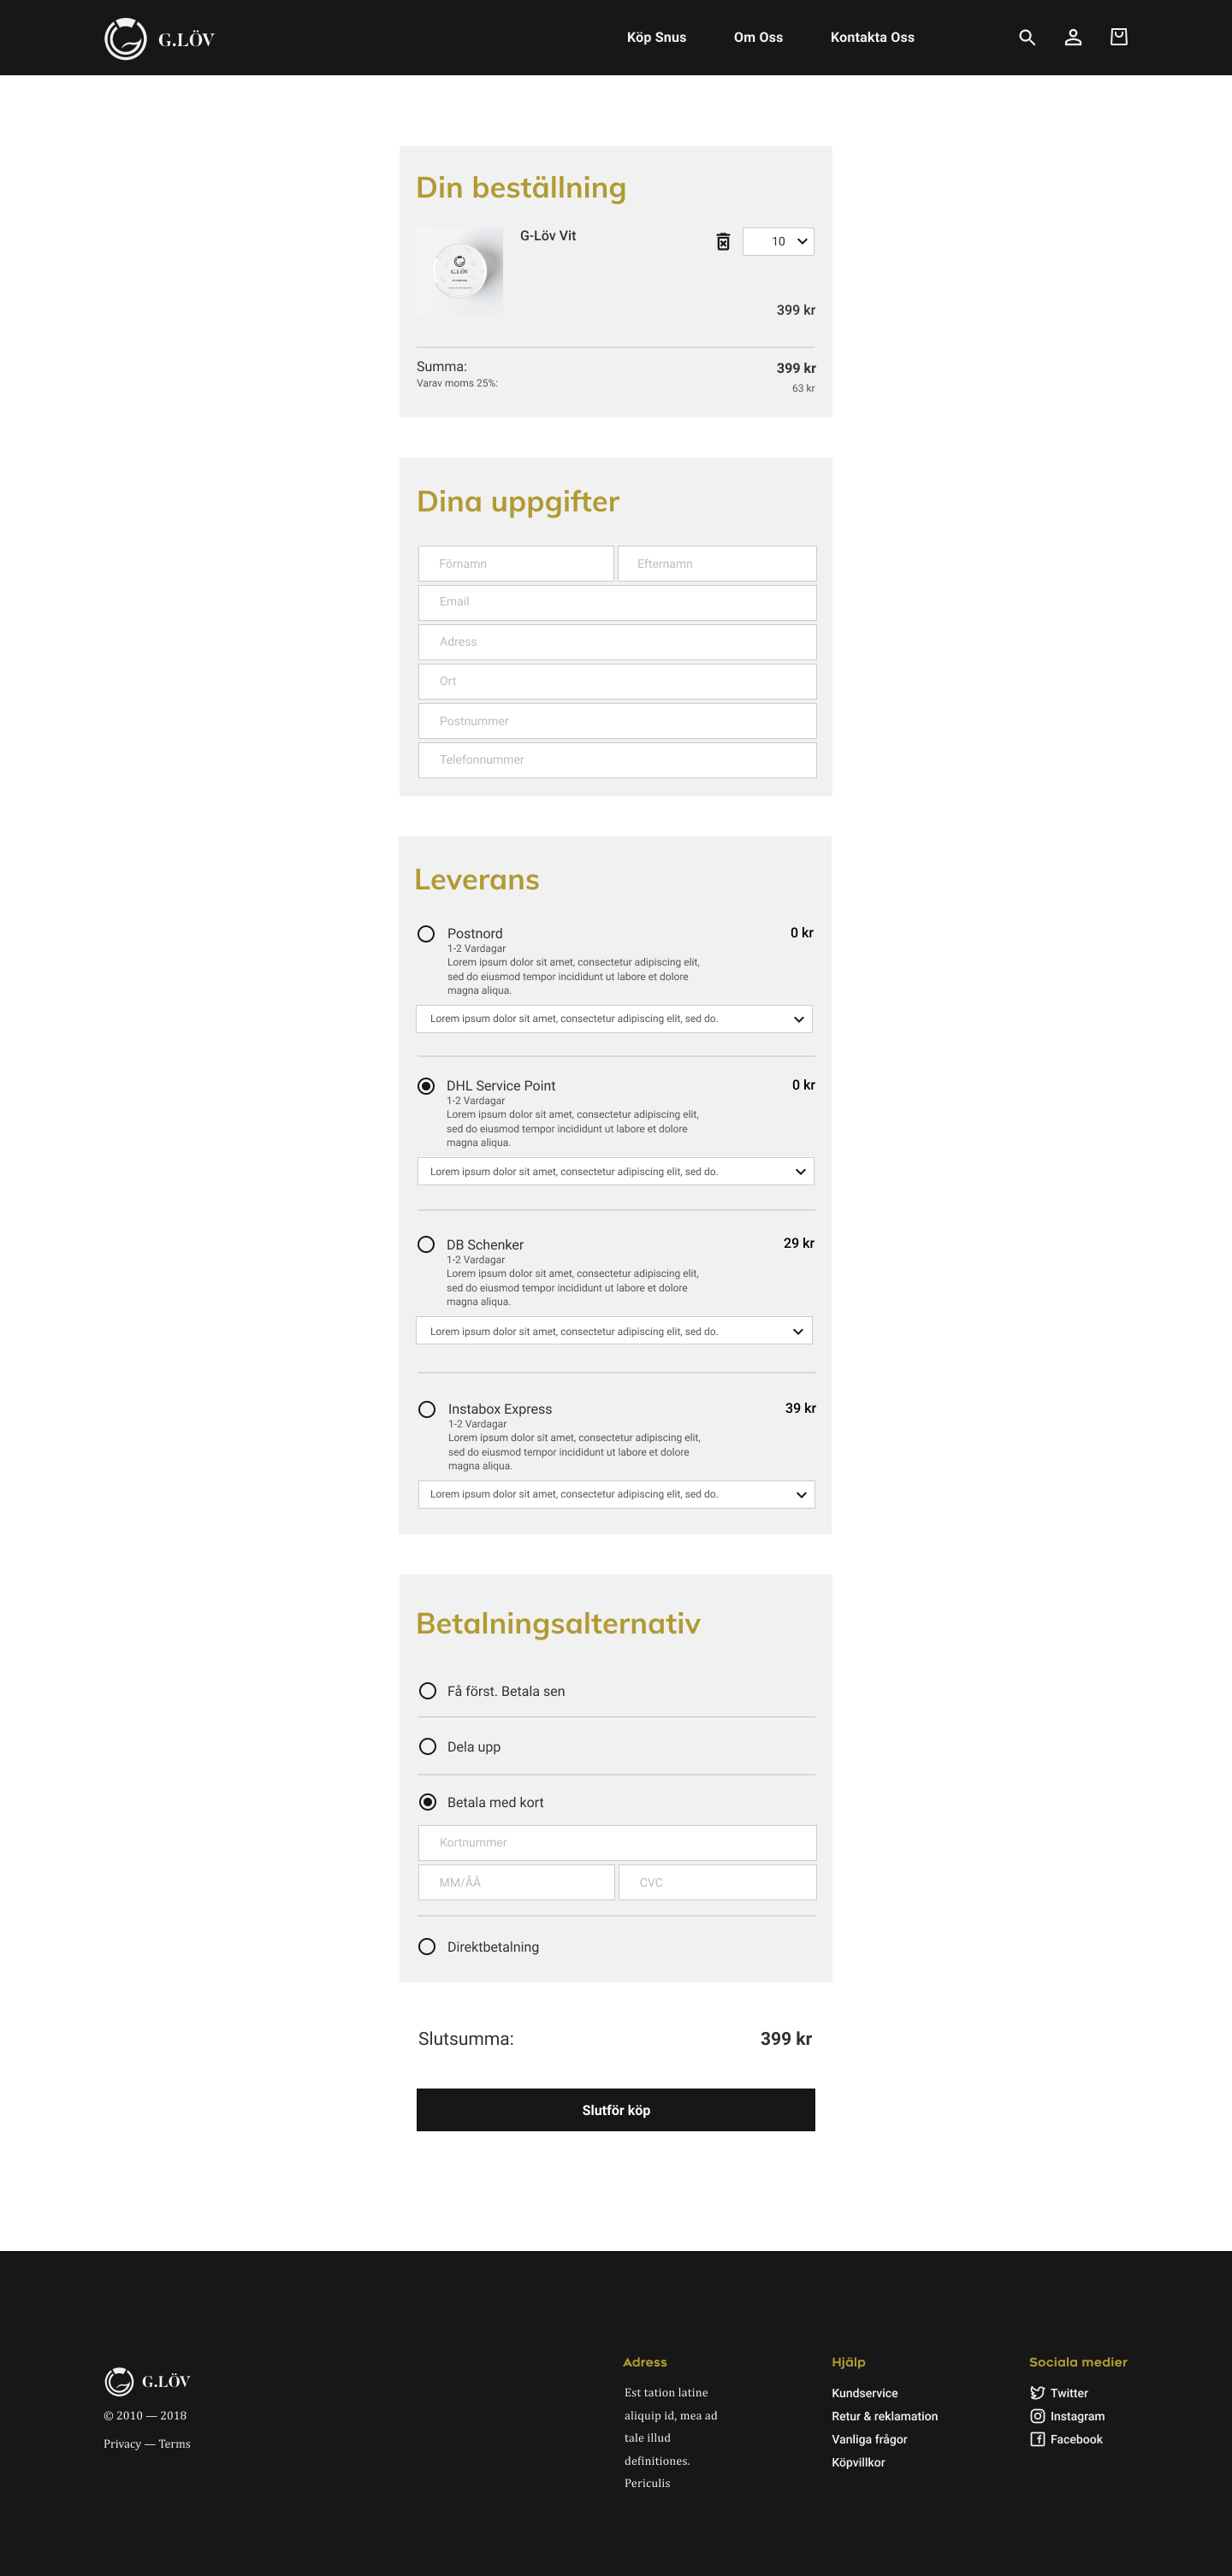 G.LÖV
Köp Snus
Om Oss
Kontakta Oss
Din beställning
G-Löv Vit
10
G.LÖV
399 kr
Summa:
399 kr
Varav moms 25%:
63 kr
Dina uppgifter
Förnamn
Efternamn
Email
Adress
Ort
Postnummer
Telefonnummer
Leverans
Postnord
0 kr
1-2 Vardagar
Lorem ipsum dolor sit amet, consectetur adipiscing elit,
sed do eiusmod tempor incididunt ut labore et dolore
magna aliqua.
Lorem ipsum dolor sit amet, consectetur adipiscing elit, sed do.
DHL Service Point
0 kr
1-2 Vardagar
Lorem ipsum dolor sit amet, consectetur adipiscing elit,
sed do eiusmod tempor incididunt ut labore et dolore
magna aliqua.
Lorem ipsum dolor sit amet, consectetur adipiscing elit, sed do.
DB Schenker
29 kr
1-2 Vardagar
Lorem ipsum dolor sit amet, consectetur adipiscing elit,
sed do eiusmod tempor incididunt ut labore et dolore
magna aliqua.
Lorem ipsum dolor sit amet, consectetur adipiscing elit, sed do.
Instabox Express
39 kr
1-2 Vardagar
Lorem ipsum dolor sit amet, consectetur adipiscing elit,
sed do eiusmod tempor incididunt ut labore et dolore
magna aliqua.
Lorem ipsum dolor sit amet, consectetur adipiscing elit, sed do.
Betalningsalternativ
Få först. Betala sen
Dela upp
Betala med kort
Kortnummer
MM/ÅÅ
CVC
Direktbetalning
Slutsumma:
399 kr
Slutför köp
G.LÖV
© 2010 — 2018
Privacy — Terms
Adress
Est tation latine
aliquip id, mea ad
tale illud
definitiones.
Periculis
Hjälp
Kundservice
Retur & reklamation
Vanliga frågor
Köpvillkor
Sociala medier
Twitter
Instagram
Facebook